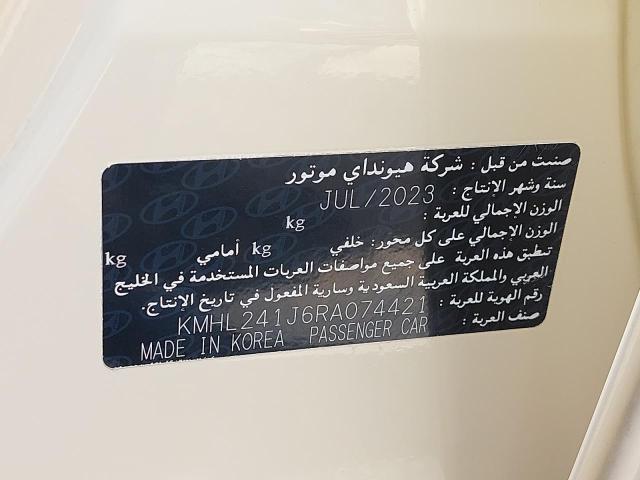 صنعت من قبل : شركة هيونداي موتور
سنة وشهر الإنتاج : JUL/2023
الوزن الإجمالي للعربة : kg
الوزن الإجمالي على كل محور: خلفي kg أمامي kg
تنطبق هذه العربة على جميع مواصفات العربات المستخدمة في الخليج
العربي والمملكة العربية السعودية وسارية المفعول في تاريخ الإنتاج.
رقم الهوية للعربة : KMHL241J6RA074421
صنف العربة : PASSENGER CAR
MADE IN KOREA